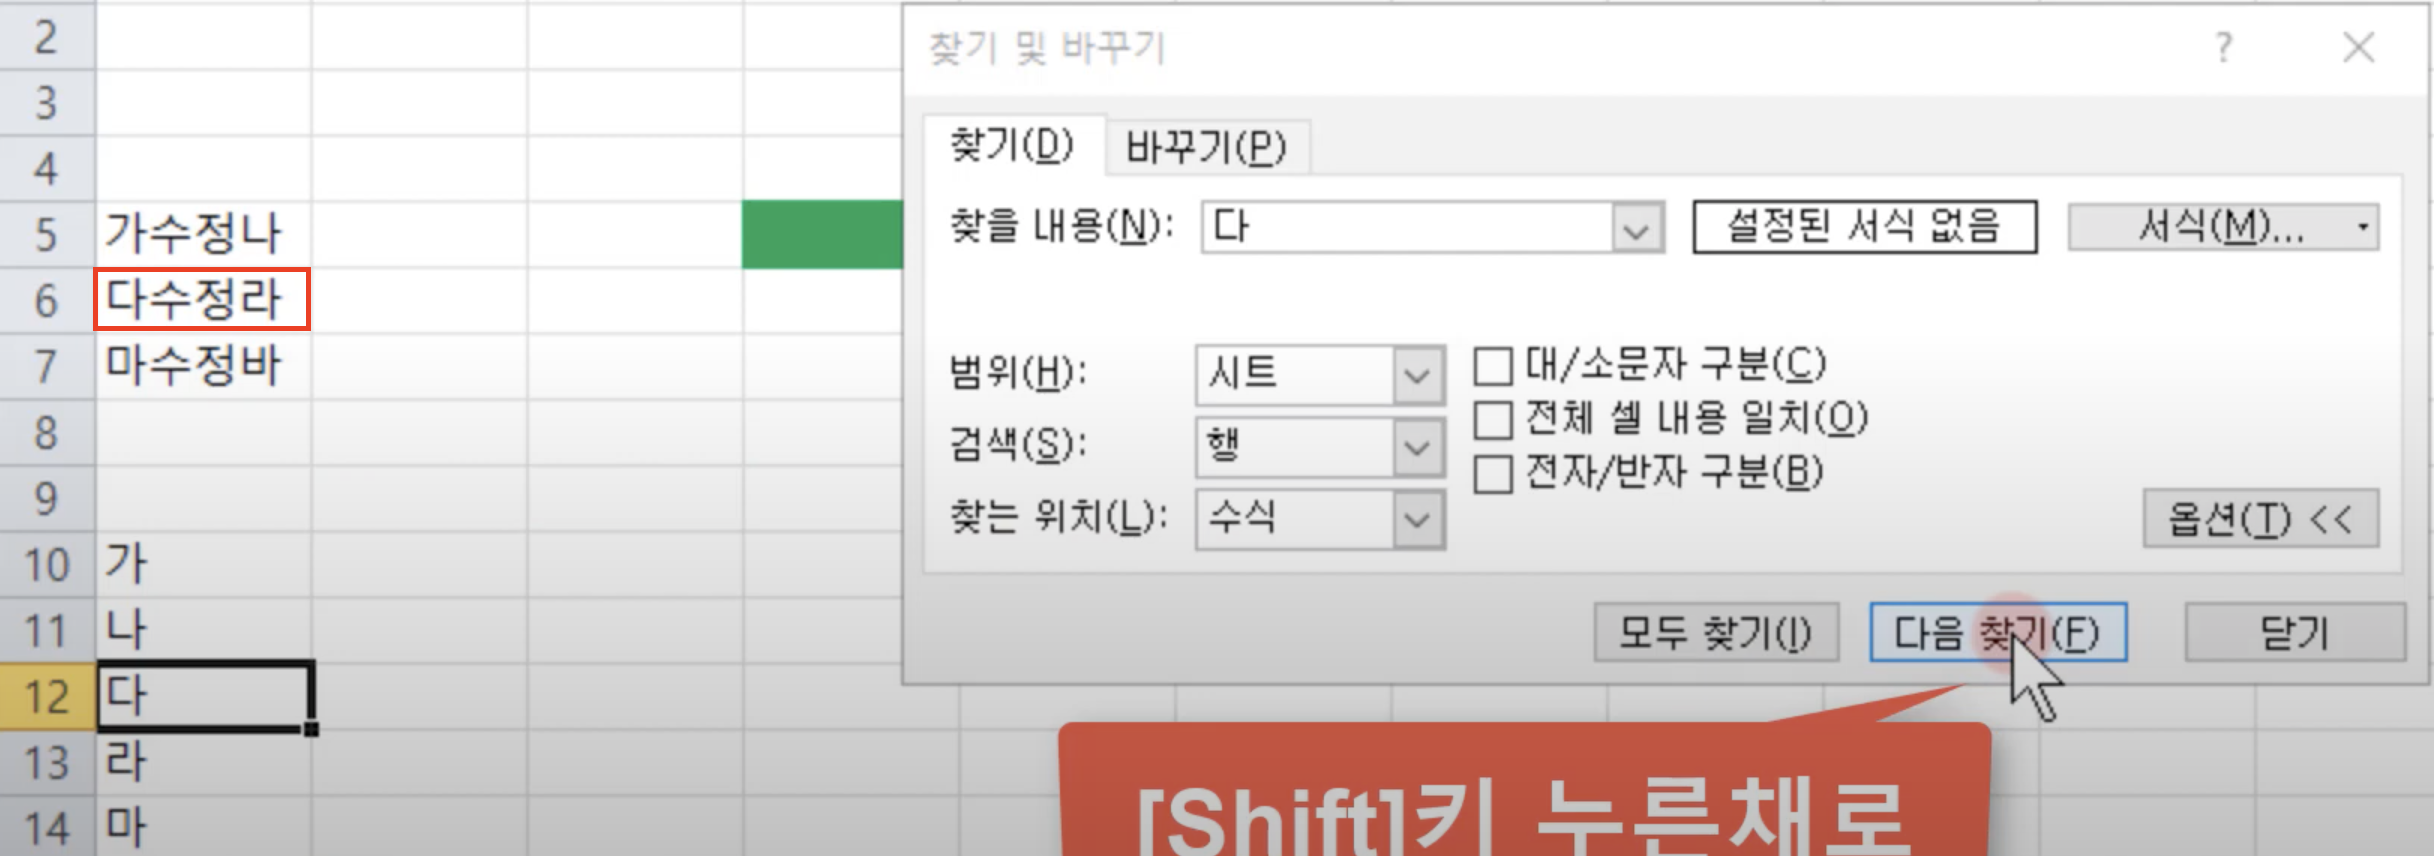 찾기 및 바꾸기 ?
찾기(D) 바꾸기(P)
찾을 내용(N): 다 설정된 서식 없음 서식(M)...
범위(H): 시트 대/소문자 구분(C)
전체 셀 내용 일치(O)
검색(S): 행
전자/반자 구분(B)
찾는 위치(L): 수식
옵션(T) <<
모두 찾기(I) 다음 찾기(F) 닫기
2
3
4
5 가수정나
6 다수정라
7 마수정바
8
9
10 가
11 나
12 다
13 라
14 마
[Shift]키 누른채로